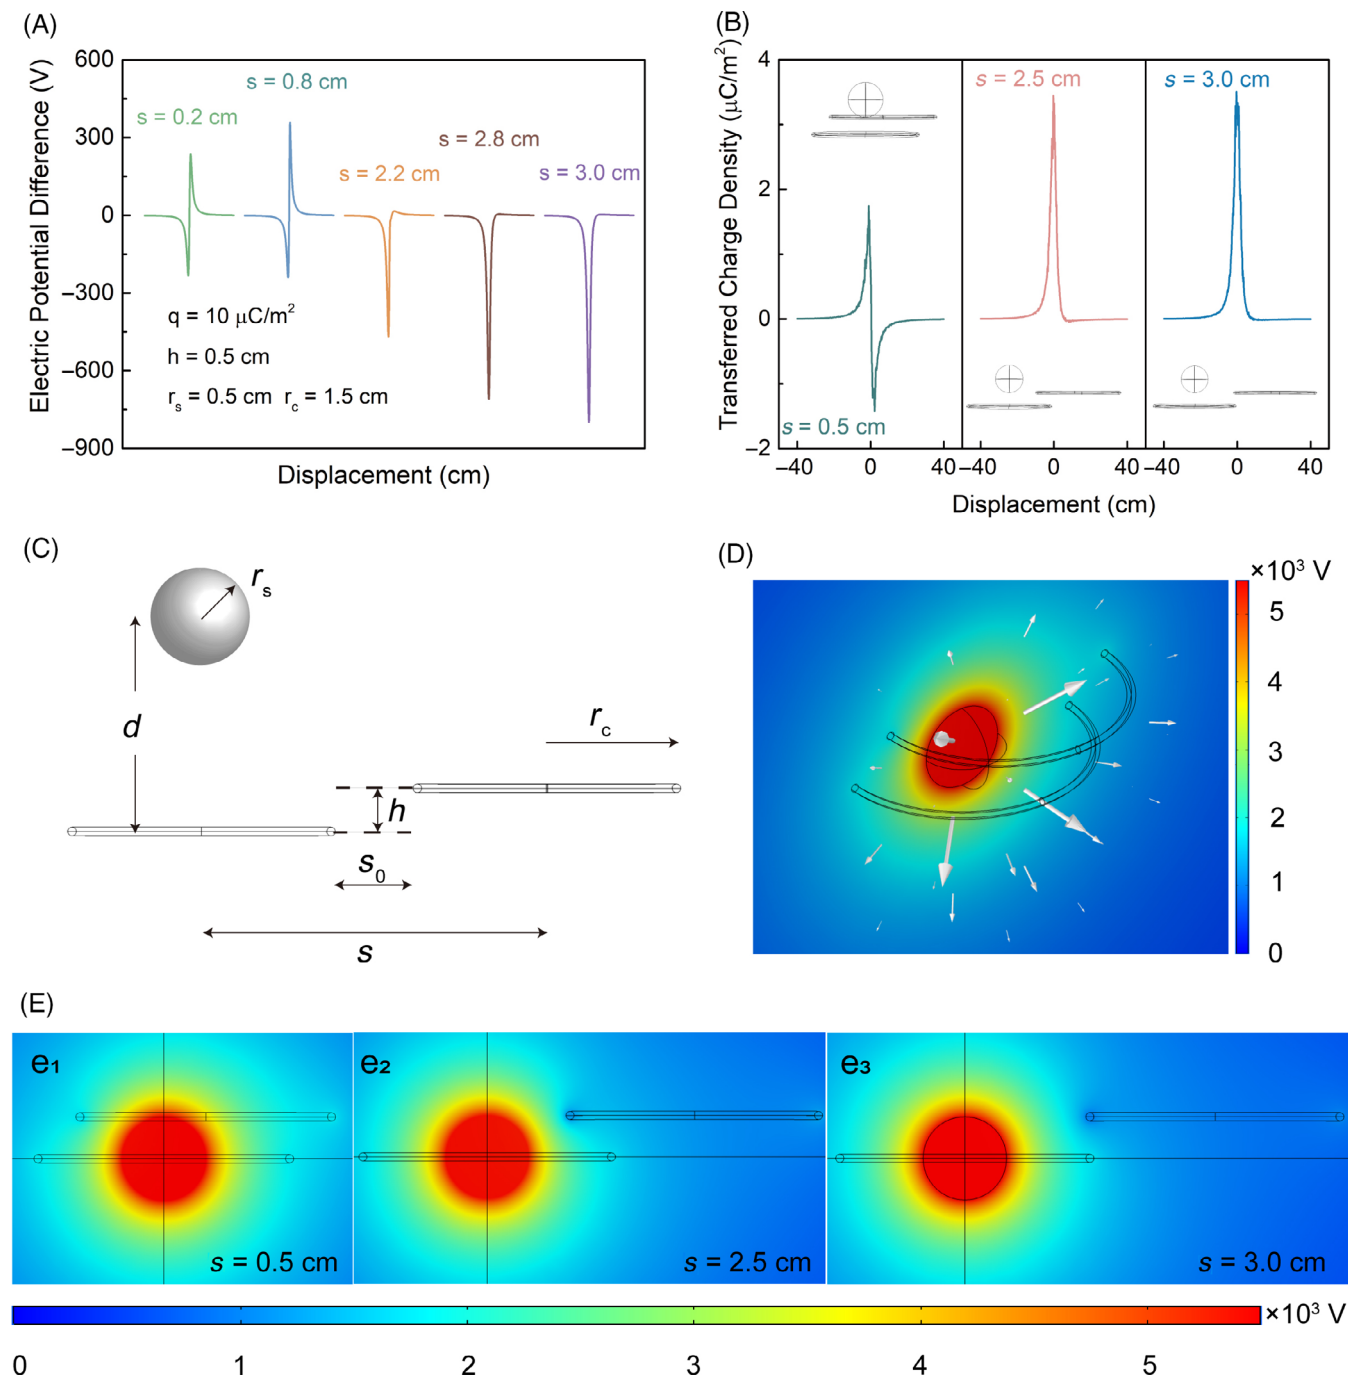 (A)
Electric Potential Difference (V)
600
300
0
−300
−600
−900
s = 0.2 cm
s = 0.8 cm
s = 2.2 cm
s = 2.8 cm
s = 3.0 cm
q = 10 μC/m²
h = 0.5 cm
rₛ = 0.5 cm r꜀ = 1.5 cm
Displacement (cm)
(B)
Transferred Charge Density (μC/m²)
4
2
0
−2
s = 0.5 cm
s = 2.5 cm
s = 3.0 cm
−40 0 40 −40 0 40 −40 0 40
Displacement (cm)
(C)
rₛ
d
r꜀
h
s₀
s
(D)
×10³ V
5
4
3
2
1
0
(E)
e₁
s = 0.5 cm
e₂
s = 2.5 cm
e₃
s = 3.0 cm
×10³ V
0 1 2 3 4 5